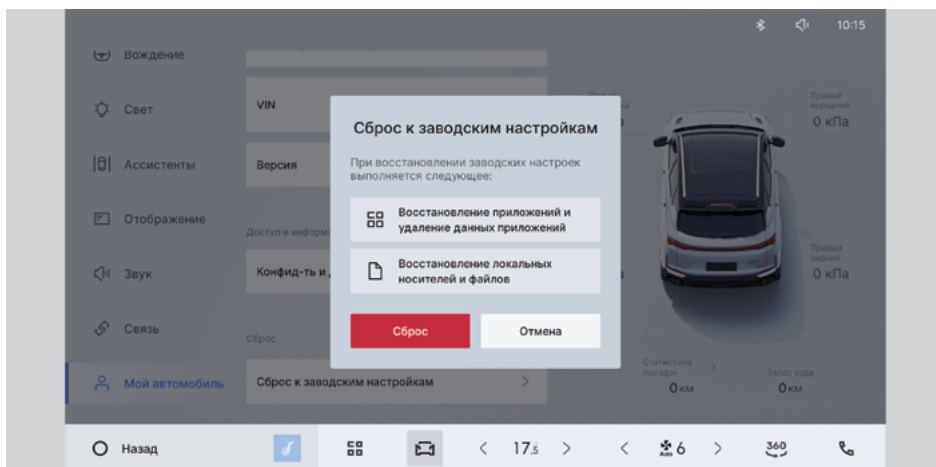 10:15
Вождение
Свет
VIN
Правый
передний
0 кПа
Сброс к заводским настройкам
При восстановлении заводских настроек
выполняется следующее:
Ассистенты
Версия
Восстановление приложений и
удаление данных приложений
Отображение
Доступ и информа
Восстановление локальных
носителей и файлов
Звук
Конфид-ть и
Правый
задний
0 кПа
Связь
Сброс
Сброс
Отмена
Мой автомобиль
Сброс к заводским настройкам
Статистика
поездок
0 км
Запас хода
0 км
Назад
17.5
Auto
6
360